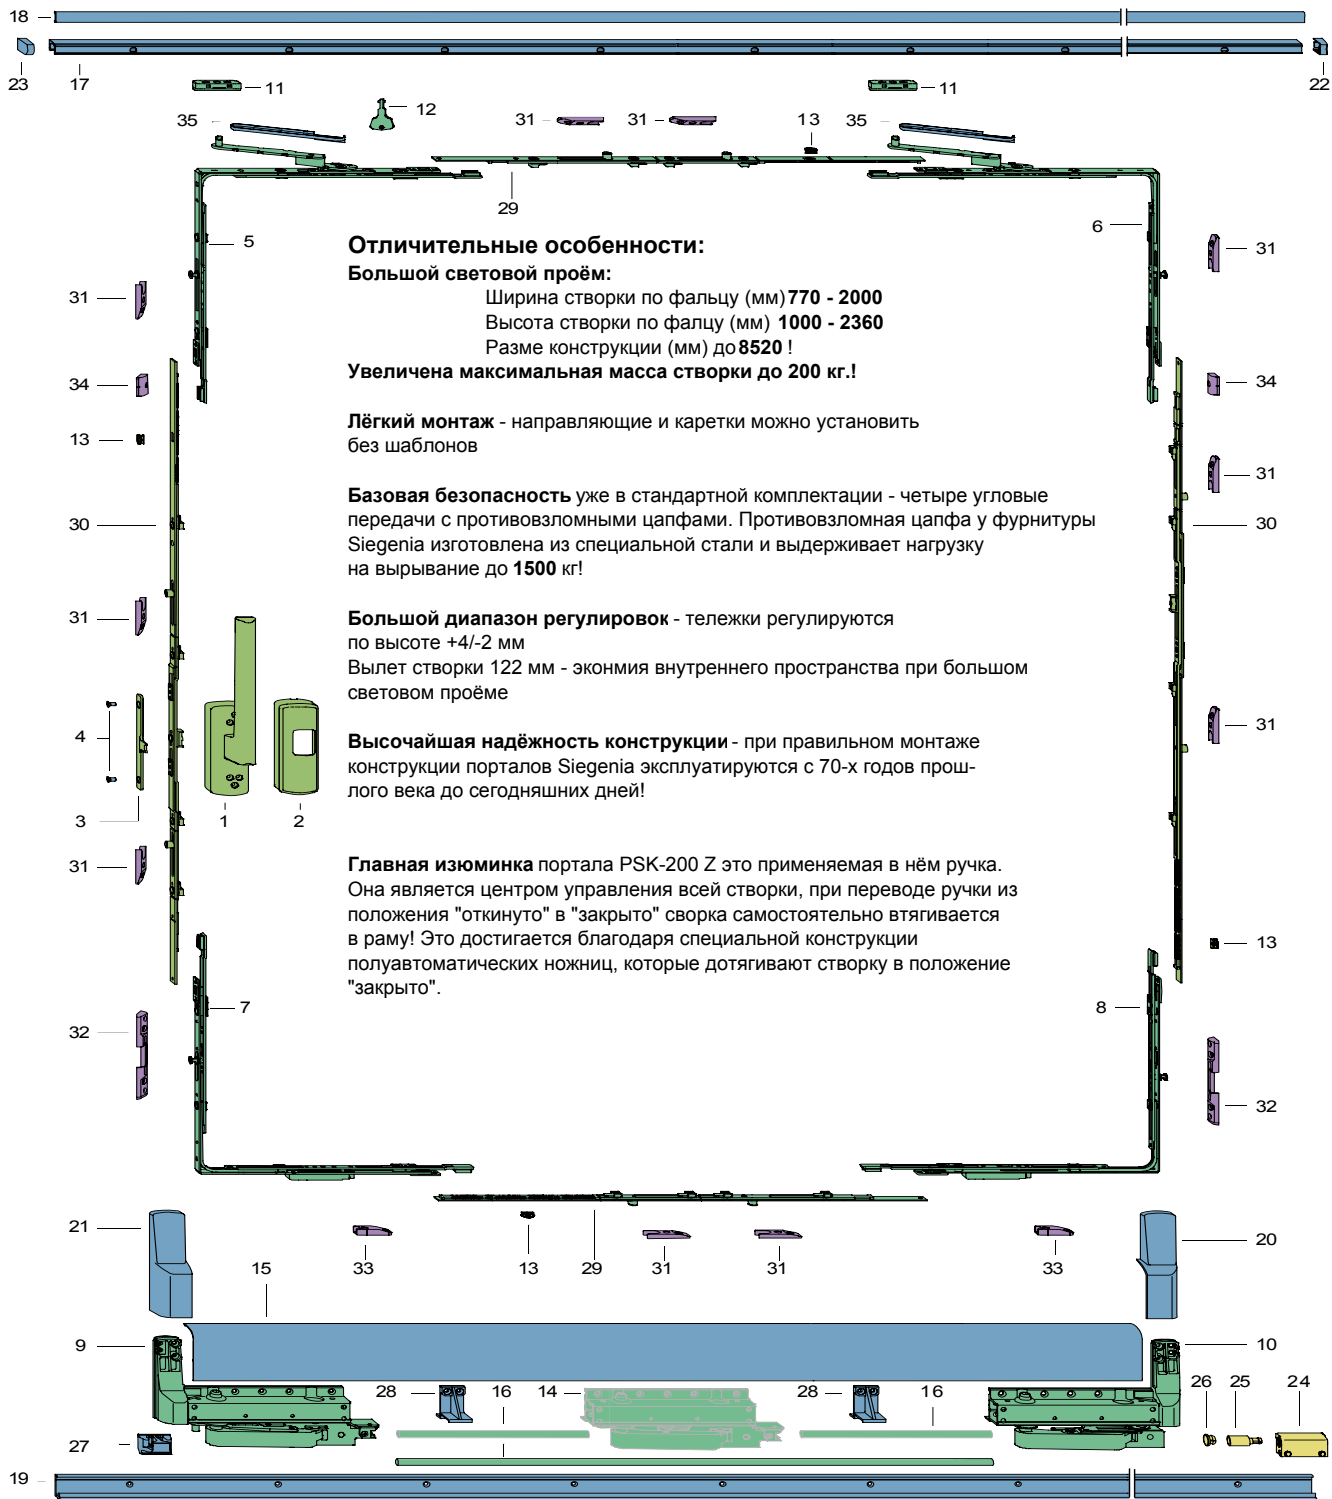 18
23 17 22
11 11
12
35 31 31 13 35
29
5 6
Отличительные особенности:
Большой световой проём:
Ширина створки по фальцу (мм) 770 - 2000
Высота створки по фалцу (мм) 1000 - 2360
Разме конструкции (мм) до 8520 !
Увеличена максимальная масса створки до 200 кг.!
Лёгкий монтаж - направляющие и каретки можно установить
без шаблонов
Базовая безопасность уже в стандартной комплектации - четыре угловые
передачи с противовзломными цапфами. Противовзломная цапфа у фурнитуры
Siegenia изготовлена из специальной стали и выдерживает нагрузку
на вырывание до 1500 кг!
Большой диапазон регулировок - тележки регулируются
по высоте +4/-2 мм
Вылет створки 122 мм - эконмия внутреннего пространства при большом
световом проёме
Высочайшая надёжность конструкции - при правильном монтаже
конструкции порталов Siegenia эксплуатируются с 70-х годов прош-
лого века до сегодняшних дней!
Главная изюминка портала PSK-200 Z это применяемая в нём ручка.
Она является центром управления всей створки, при переводе ручки из
положения "откинуто" в "закрыто" сворка самостоятельно втягивается
в раму! Это достигается благодаря специальной конструкции
полуавтоматических ножниц, которые дотягивают створку в положение
"закрыто".
31
34
13
30
31
4
3 1 2
31
7
32
31
34
31
30
31
13
8
32
21 20
33 13 29 31 31 33
15
9 10
28 16 14 28 16
26 25 24
27
19